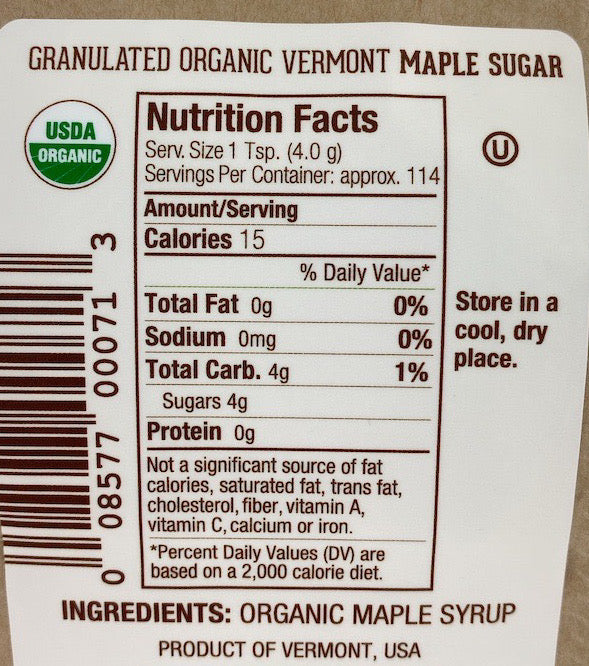 GRANULATED ORGANIC VERMONT MAPLE SUGAR
USDA
ORGANIC
Nutrition Facts
Serv. Size 1 Tsp. (4.0 g)
Servings Per Container: approx. 114
Amount/Serving
Calories 15
% Daily Value*
Total Fat 0g 0%
Sodium 0mg 0%
Total Carb. 4g 1%
Sugars 4g
Protein 0g
Not a significant source of fat
calories, saturated fat, trans fat,
cholesterol, fiber, vitamin A,
vitamin C, calcium or iron.
*Percent Daily Values (DV) are
based on a 2,000 calorie diet.
U
Store in a
cool, dry
place.
0 08577 00071 3
INGREDIENTS: ORGANIC MAPLE SYRUP
PRODUCT OF VERMONT, USA